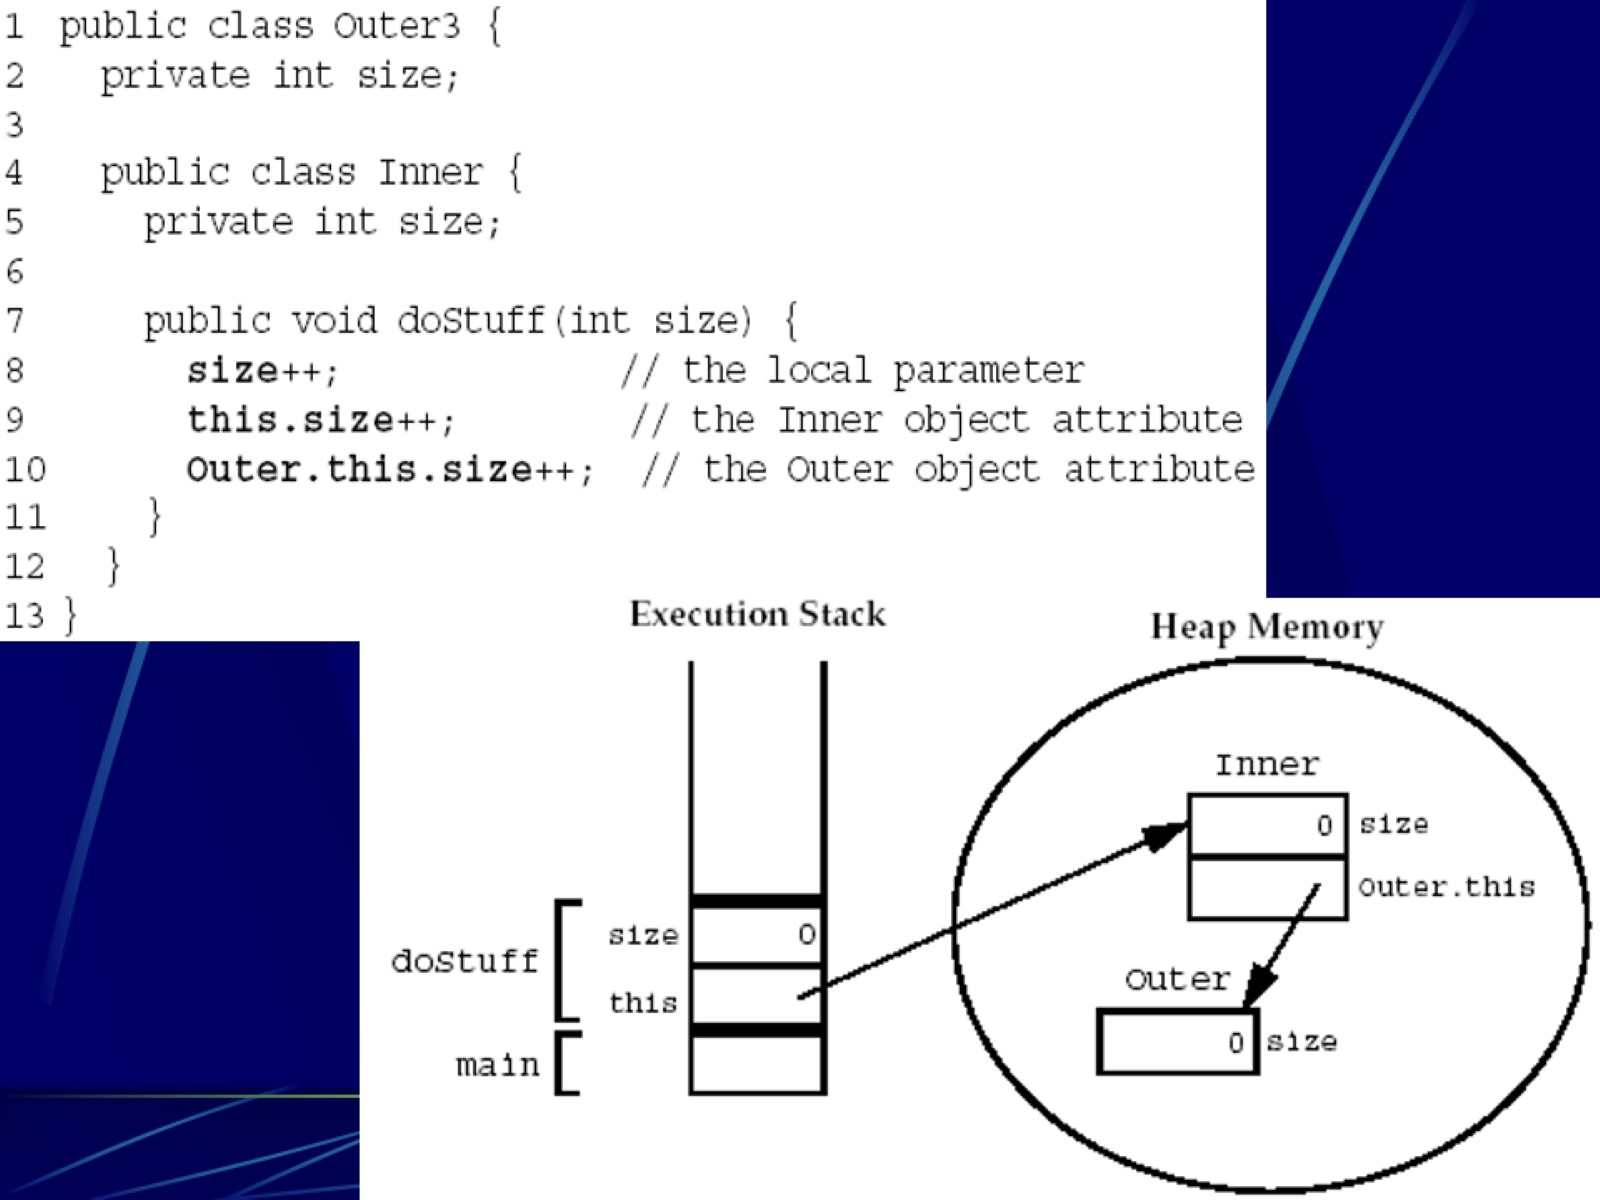 1 public class Outer3 {
2 private int size;
3
4 public class Inner {
5 private int size;
6
7 public void doStuff(int size) {
8 size++; // the local parameter
9 this.size++; // the Inner object attribute
10 Outer.this.size++; // the Outer object attribute
11 }
12 }
13 }
Execution Stack
Heap Memory
Inner
0 size
Outer.this
doStuff
size 0
this
Outer
0 size
main